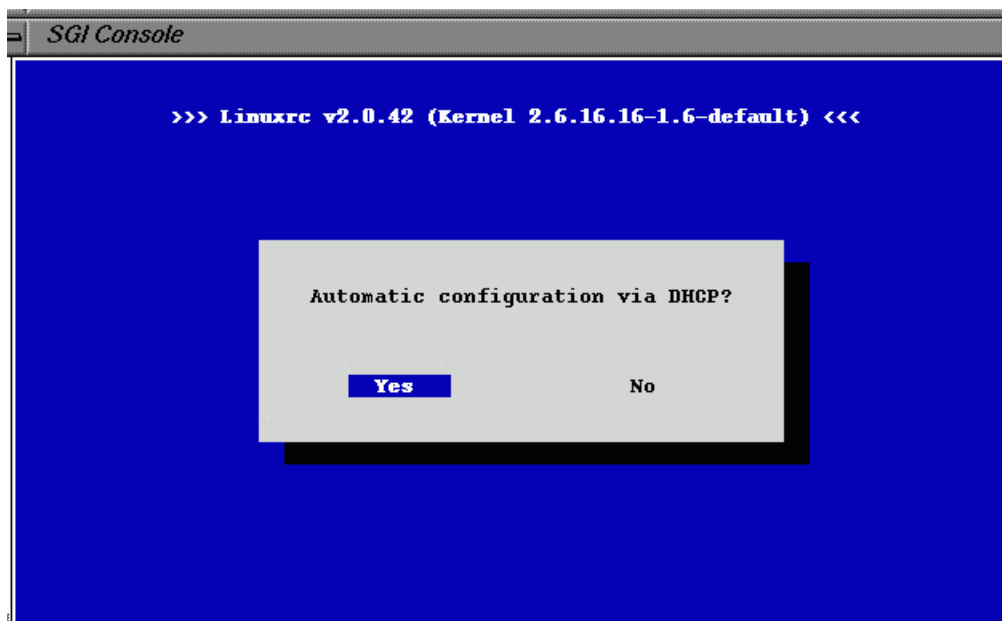 SGI Console
>>> Linuxrc v2.0.42 (Kernel 2.6.16.16-1.6-default) <<<
Automatic configuration via DHCP?
Yes No